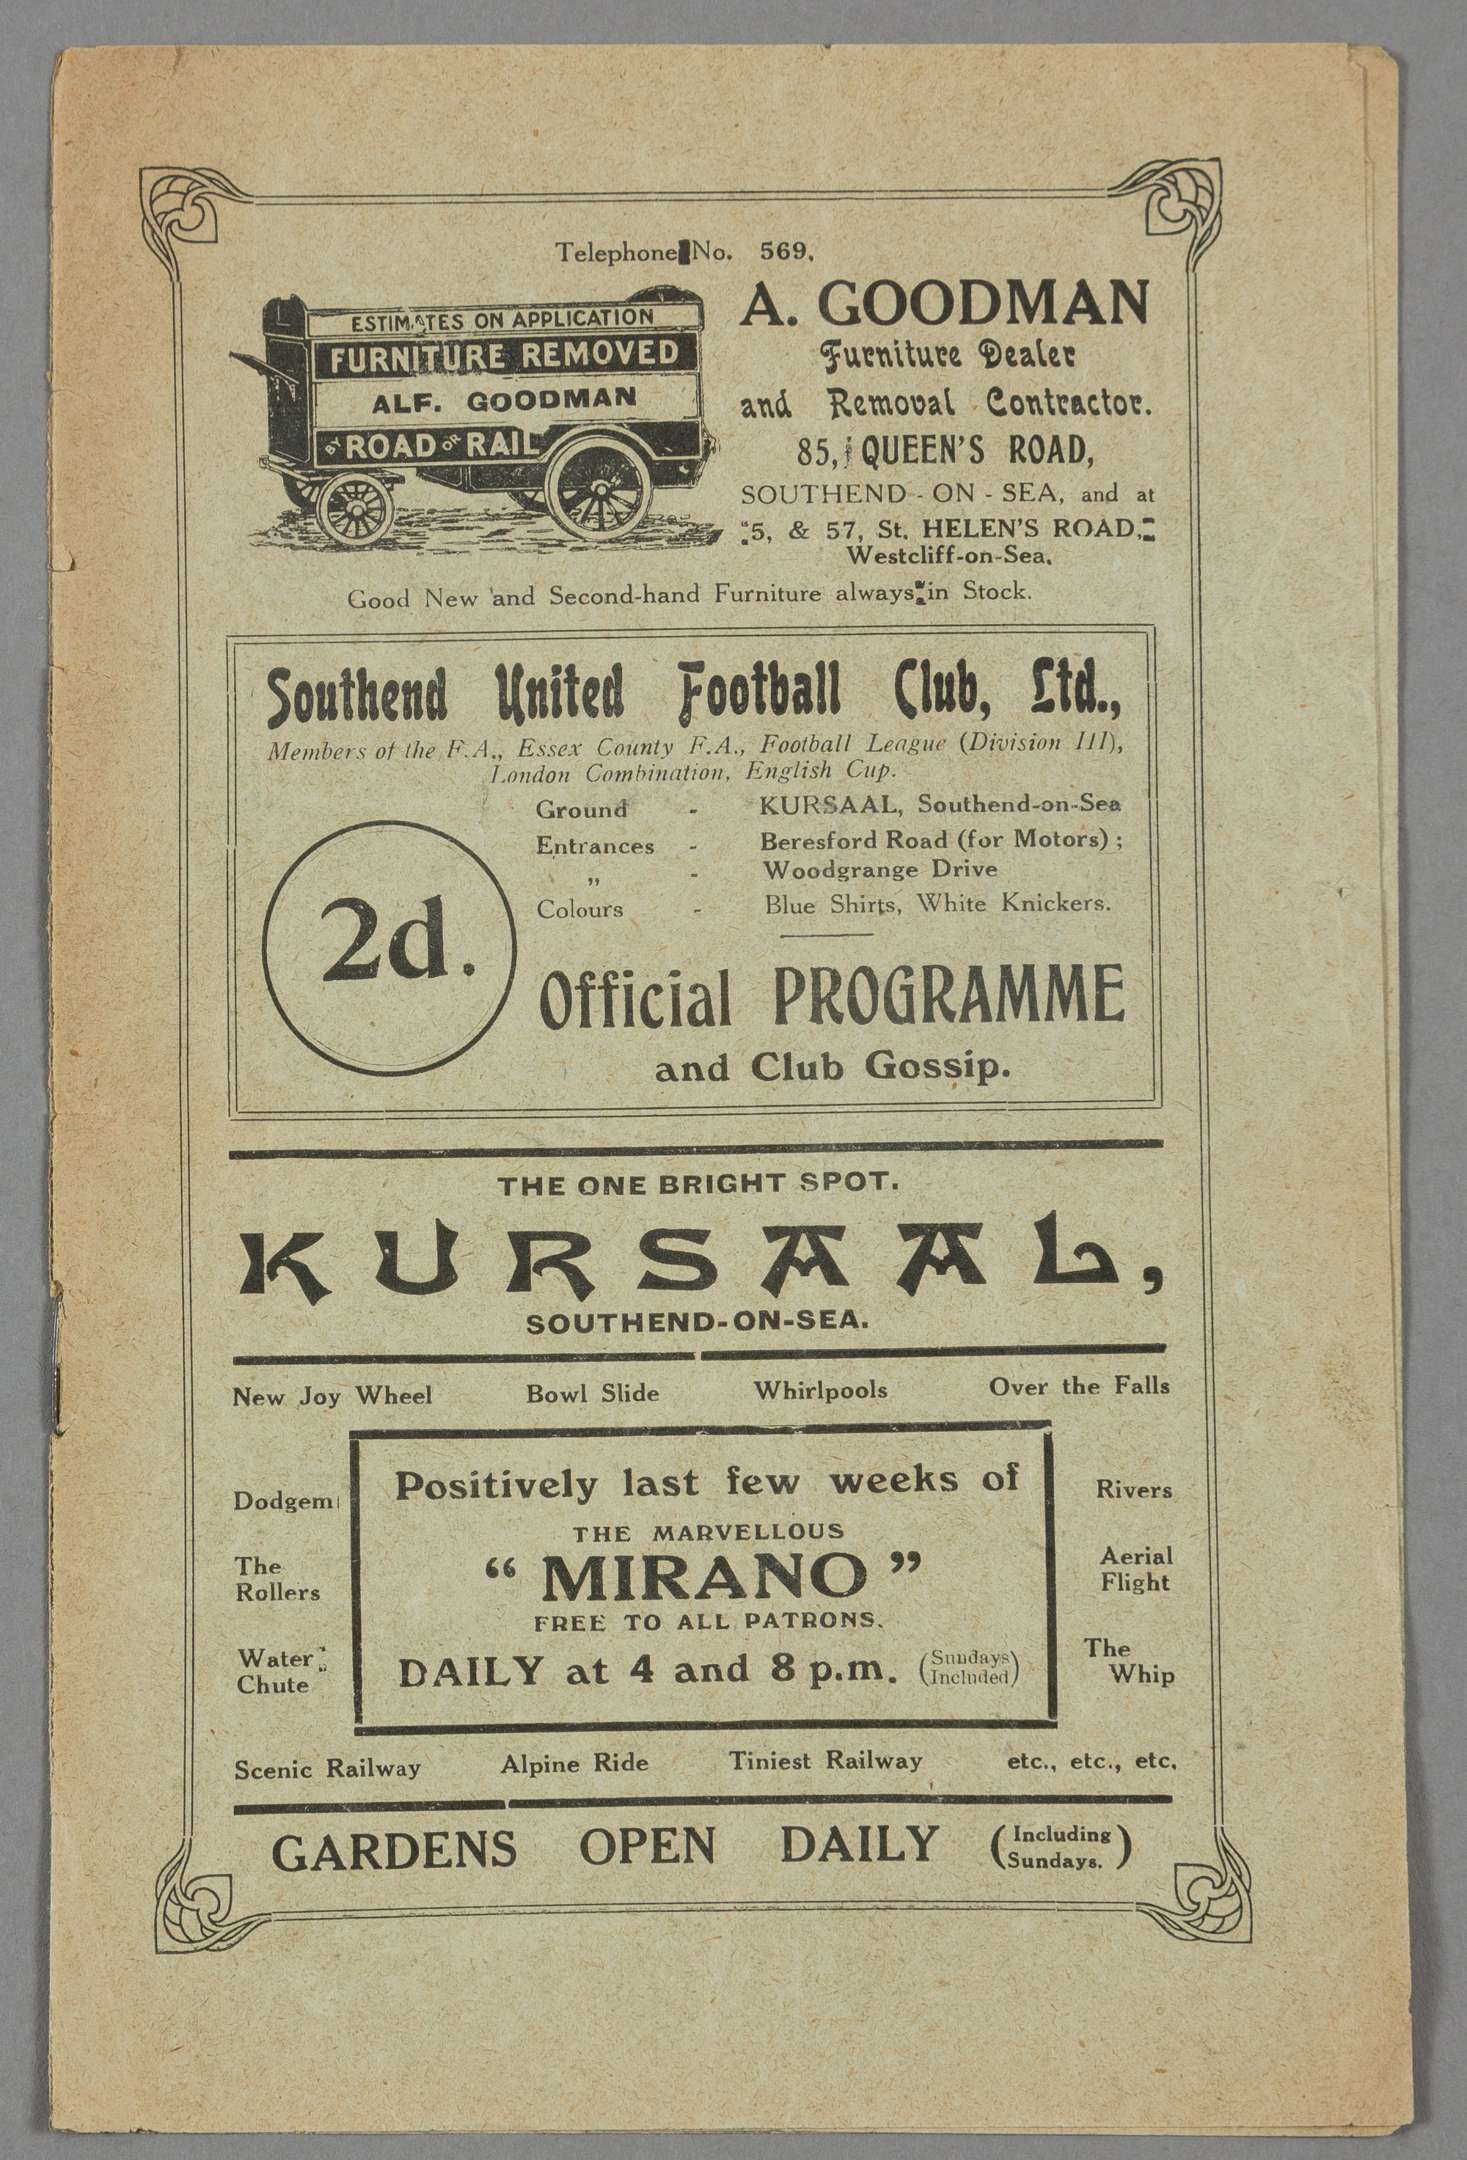 Telephone No. 569.
ESTIMATES ON APPLICATION
FURNITURE REMOVED
ALF. GOODMAN
BY ROAD OR RAIL
A. GOODMAN
Furniture Dealer
and Removal Contractor.
85, QUEEN'S ROAD,
SOUTHEND-ON-SEA, and at
5, & 57, St. HELEN'S ROAD,
Westcliff-on-Sea.
Good New and Second-hand Furniture always in Stock.
Southend United Football Club, Ltd.,
Members of the F.A., Essex County F.A., Football League (Division III),
London Combination, English Cup.
Ground - KURSAAL, Southend-on-Sea
Entrances - Beresford Road (for Motors);
„ - Woodgrange Drive
Colours - Blue Shirts, White Knickers.
2d.
Official PROGRAMME
and Club Gossip.
THE ONE BRIGHT SPOT.
KURSAAL,
SOUTHEND-ON-SEA.
New Joy Wheel Bowl Slide Whirlpools Over the Falls
Dodgem
The
Rollers
Water
Chute
Positively last few weeks of
THE MARVELLOUS
"MIRANO"
FREE TO ALL PATRONS.
DAILY at 4 and 8 p.m. (Sundays Included)
Rivers
Aerial
Flight
The
Whip
Scenic Railway Alpine Ride Tiniest Railway etc., etc., etc.
GARDENS OPEN DAILY (Including Sundays.)